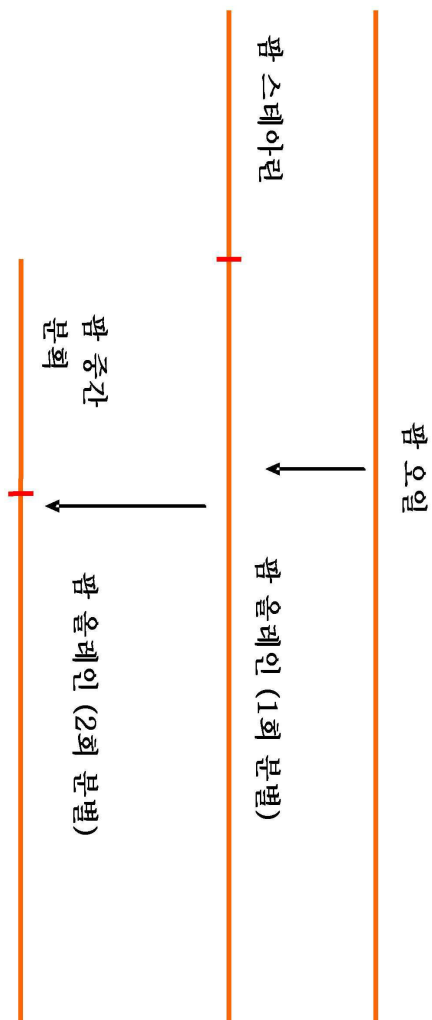 팜 오일
팜 스테아린
팜 올레인 (1회 분별)
팜 중간
분획
팜 올레인 (2회 분별)